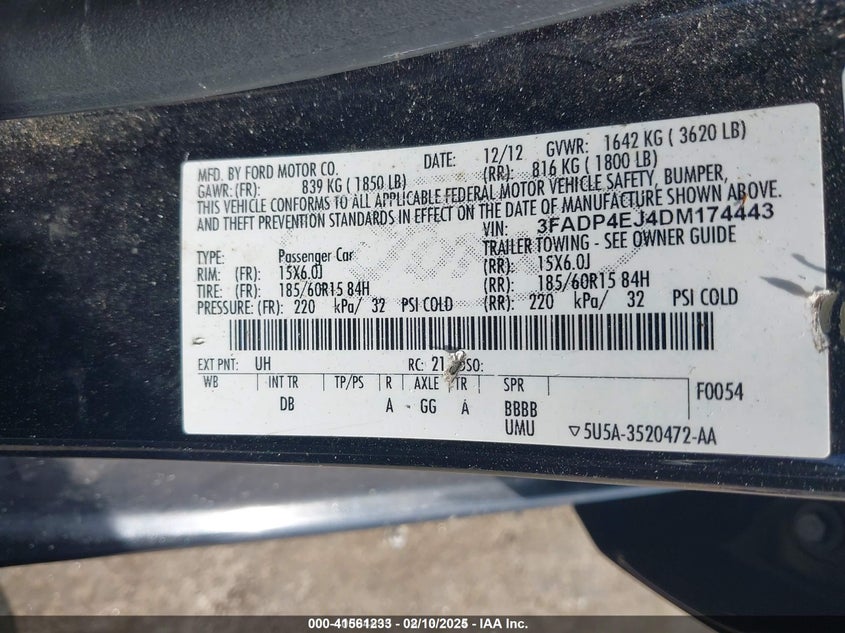 MFD. BY FORD MOTOR CO. DATE: 12/12 GVWR: 1642 KG ( 3620 LB)
GAWR: (FR): 839 KG ( 1850 LB) (RR): 816 KG ( 1800 LB)
THIS VEHICLE CONFORMS TO ALL APPLICABLE FEDERAL MOTOR VEHICLE SAFETY, BUMPER,
AND THEFT PREVENTION STANDARDS IN EFFECT ON THE DATE OF MANUFACTURE SHOWN ABOVE.
VIN: 3FADP4EJ4DM174443
TYPE: Passenger Car TRAILER TOWING - SEE OWNER GUIDE
RIM: (FR): 15X6.0J (RR): 15X6.0J
TIRE: (FR): 185/60R15 84H (RR): 185/60R15 84H
PRESSURE: (FR): 220 kPa/ 32 PSI COLD (RR): 220 kPa/ 32 PSI COLD
EXT PNT: UH RC: 21 DSO:
WB INT TR TP/PS R AXLE TR SPR F0054
DB A GG A BBBB
UMU ▽5U5A-3520472-AA
000-41561233 - 02/10/2025 - IAA Inc.